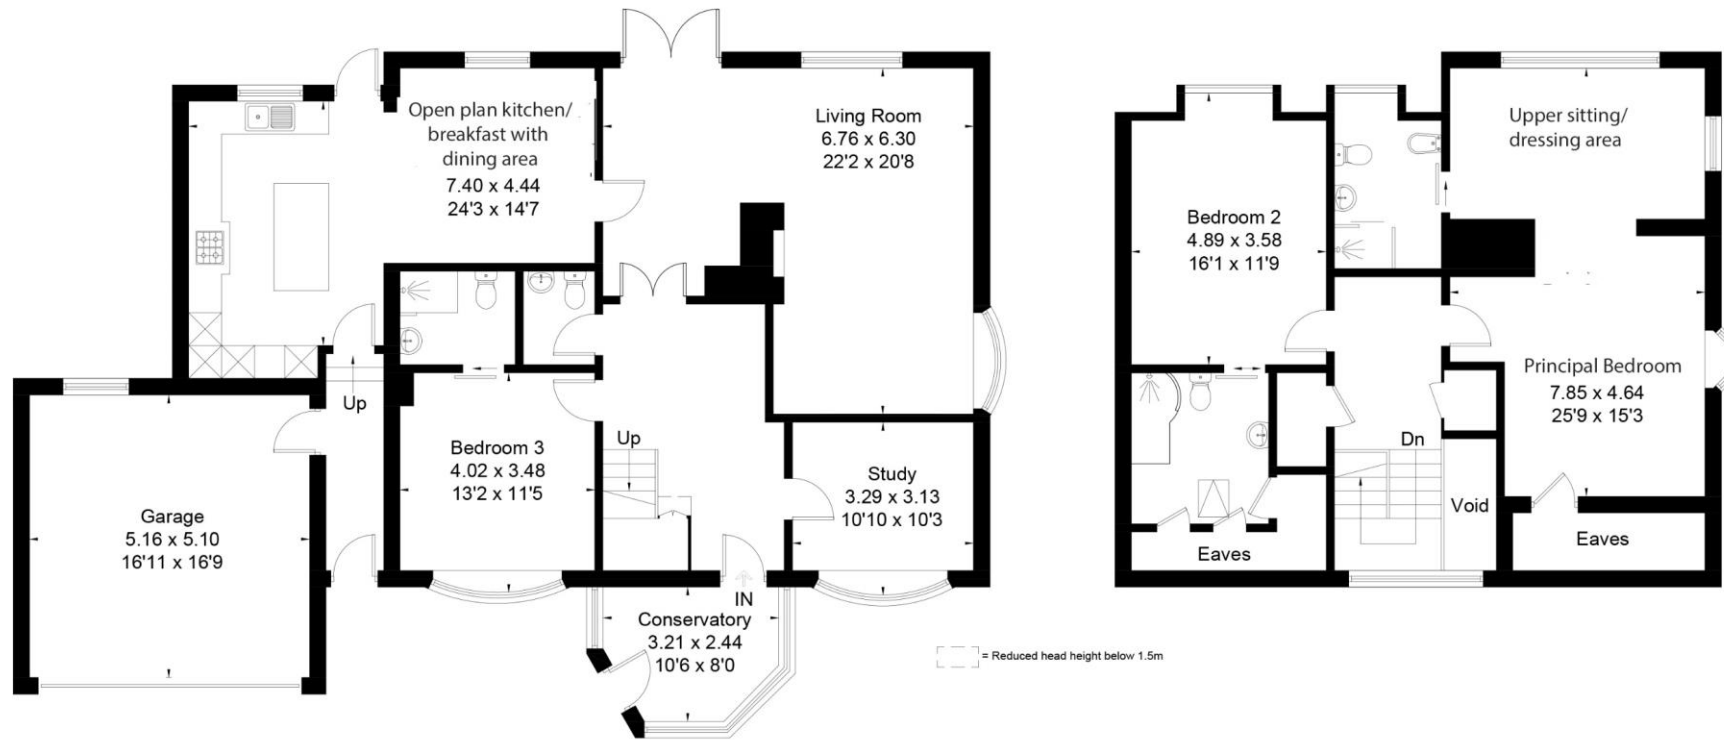 Open plan kitchen/
breakfast with
dining area
7.40 x 4.44
24'3 x 14'7
Living Room
6.76 x 6.30
22'2 x 20'8
Up
Bedroom 3
4.02 x 3.48
13'2 x 11'5
Up
Study
3.29 x 3.13
10'10 x 10'3
Garage
5.16 x 5.10
16'11 x 16'9
IN
Conservatory
3.21 x 2.44
10'6 x 8'0
= Reduced head height below 1.5m
Upper sitting/
dressing area
Bedroom 2
4.89 x 3.58
16'1 x 11'9
Principal Bedroom
7.85 x 4.64
25'9 x 15'3
Dn
Void
Eaves
Eaves